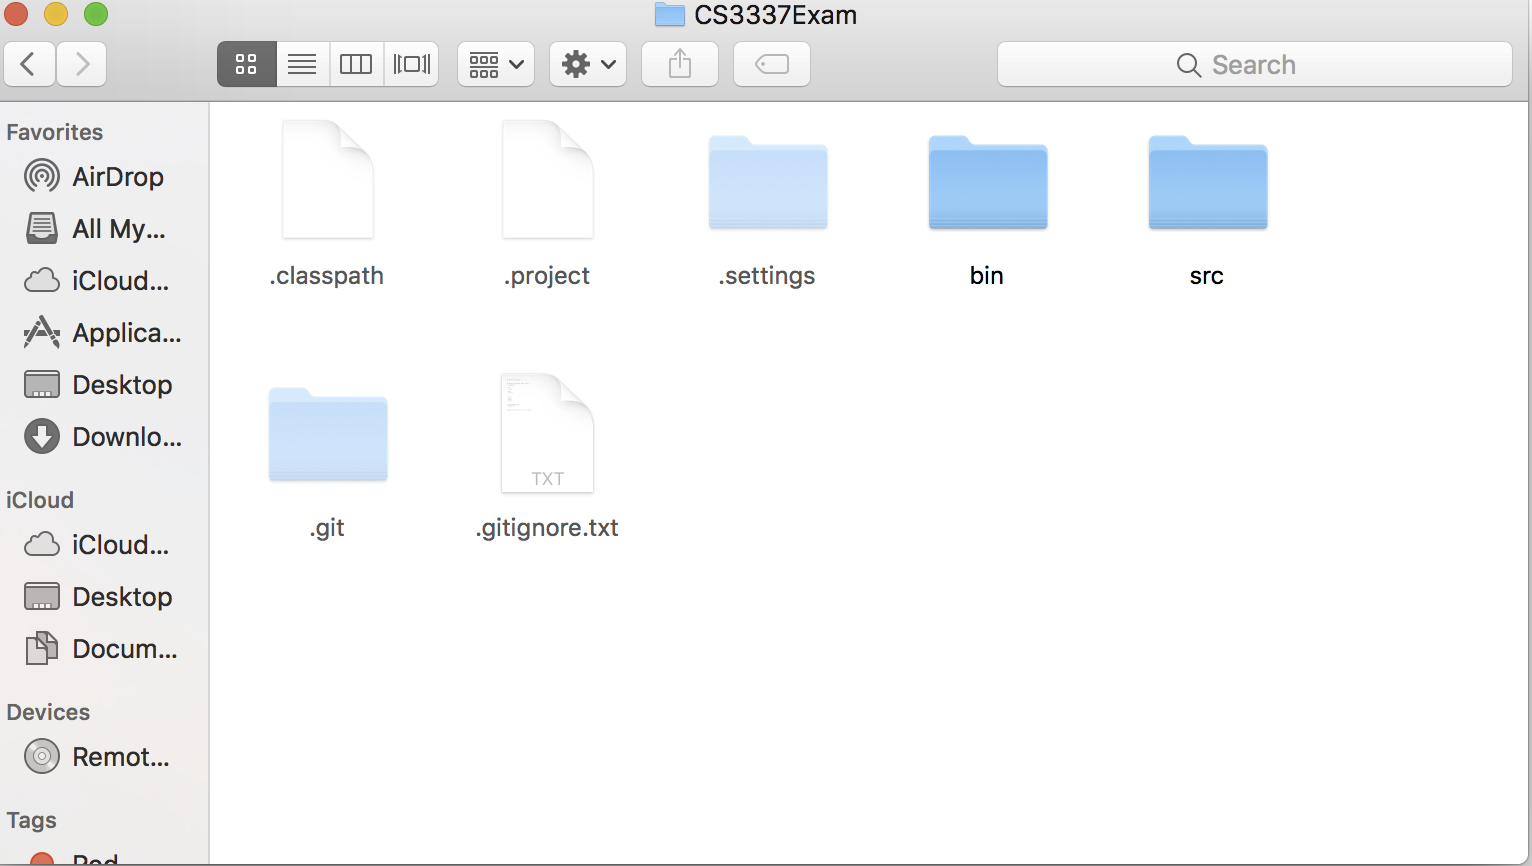 CS3337Exam
Search
Favorites
AirDrop
All My...
iCloud...
Applica...
Desktop
Downlo...
iCloud
iCloud...
Desktop
Docum...
Devices
Remot...
Tags
Red
.classpath
.project
.settings
bin
src
.git
TXT
.gitignore.txt